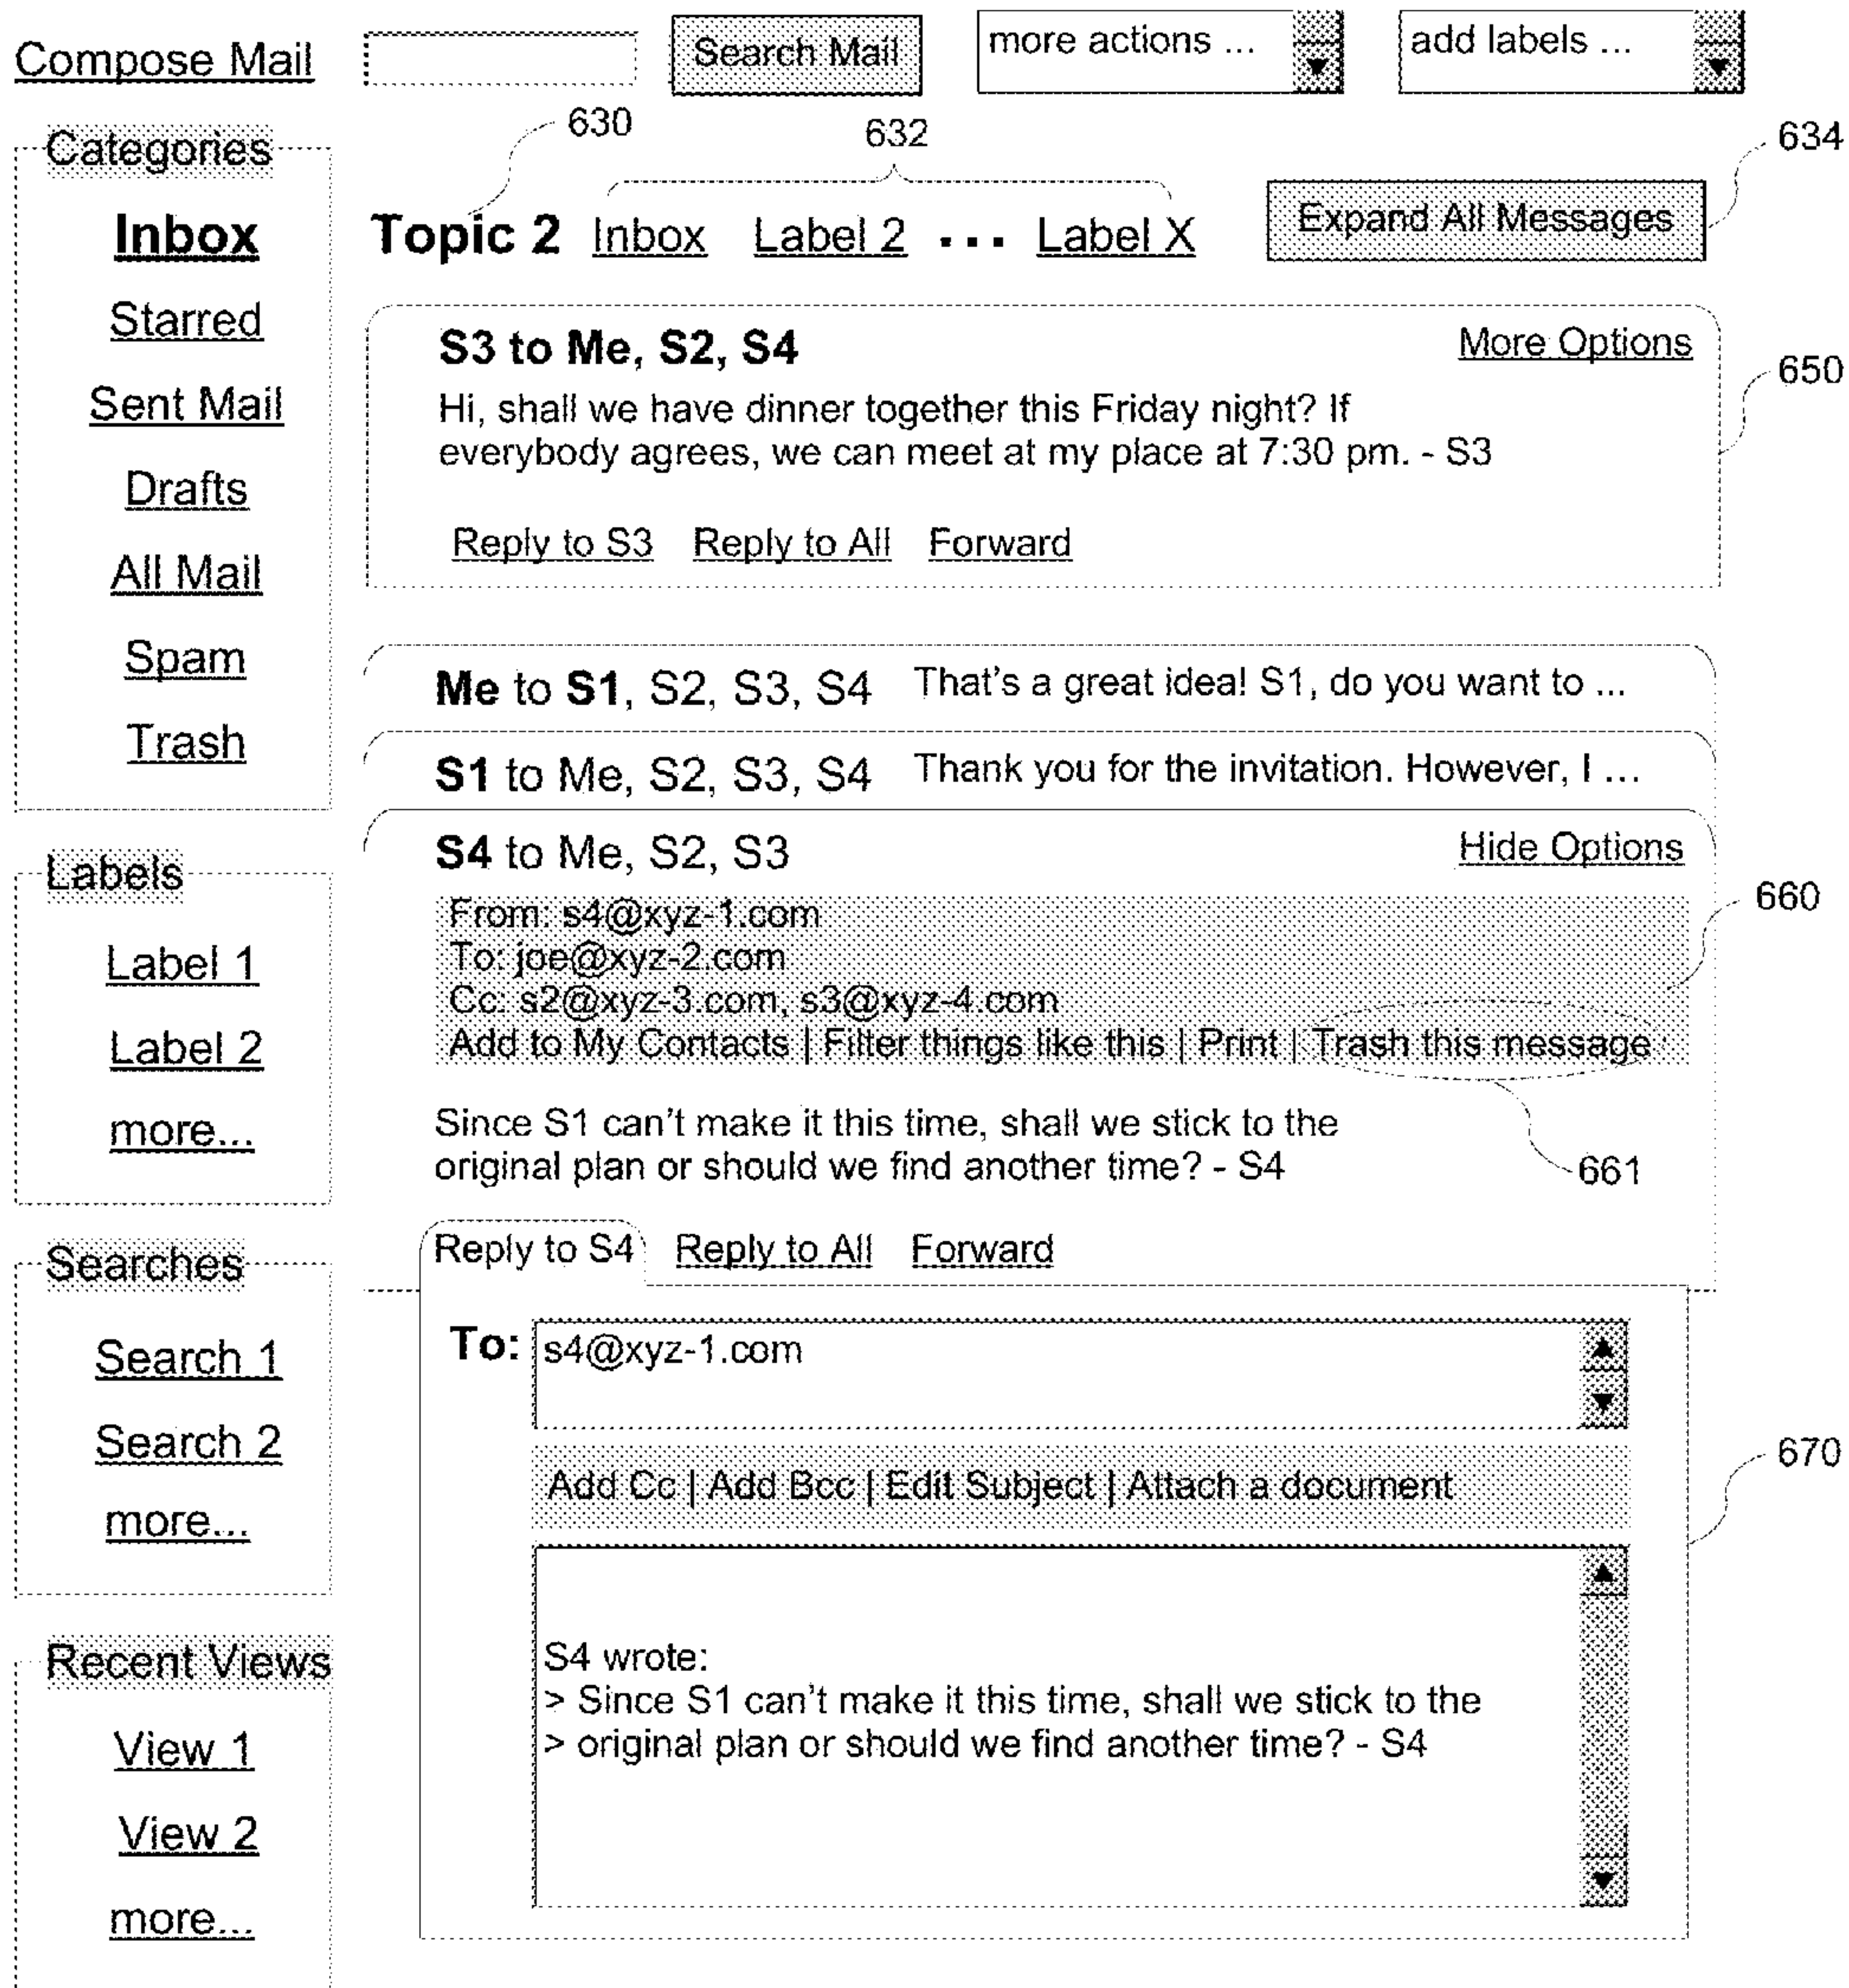 Compose Mail
Search Mail
more actions ...
add labels ...
630
632
634
Categories
Inbox
Starred
Sent Mail
Drafts
All Mail
Spam
Trash
Labels
Label 1
Label 2
more...
Searches
Search 1
Search 2
more...
Recent Views
View 1
View 2
more...
Topic 2 Inbox Label 2 ... Label X
Expand All Messages
S3 to Me, S2, S4
More Options
650
Hi, shall we have dinner together this Friday night? If
everybody agrees, we can meet at my place at 7:30 pm. - S3
Reply to S3 Reply to All Forward
Me to S1, S2, S3, S4 That's a great idea! S1, do you want to ...
S1 to Me, S2, S3, S4 Thank you for the invitation. However, I ...
S4 to Me, S2, S3
Hide Options
660
From: s4@xyz-1.com
To: joe@xyz-2.com
Cc: s2@xyz-3.com, s3@xyz-4.com
Add to My Contacts | Filter things like this | Print | Trash this message
661
Since S1 can't make it this time, shall we stick to the
original plan or should we find another time? - S4
Reply to S4 Reply to All Forward
To: s4@xyz-1.com
670
Add Cc | Add Bcc | Edit Subject | Attach a document
S4 wrote:
> Since S1 can't make it this time, shall we stick to the
> original plan or should we find another time? - S4